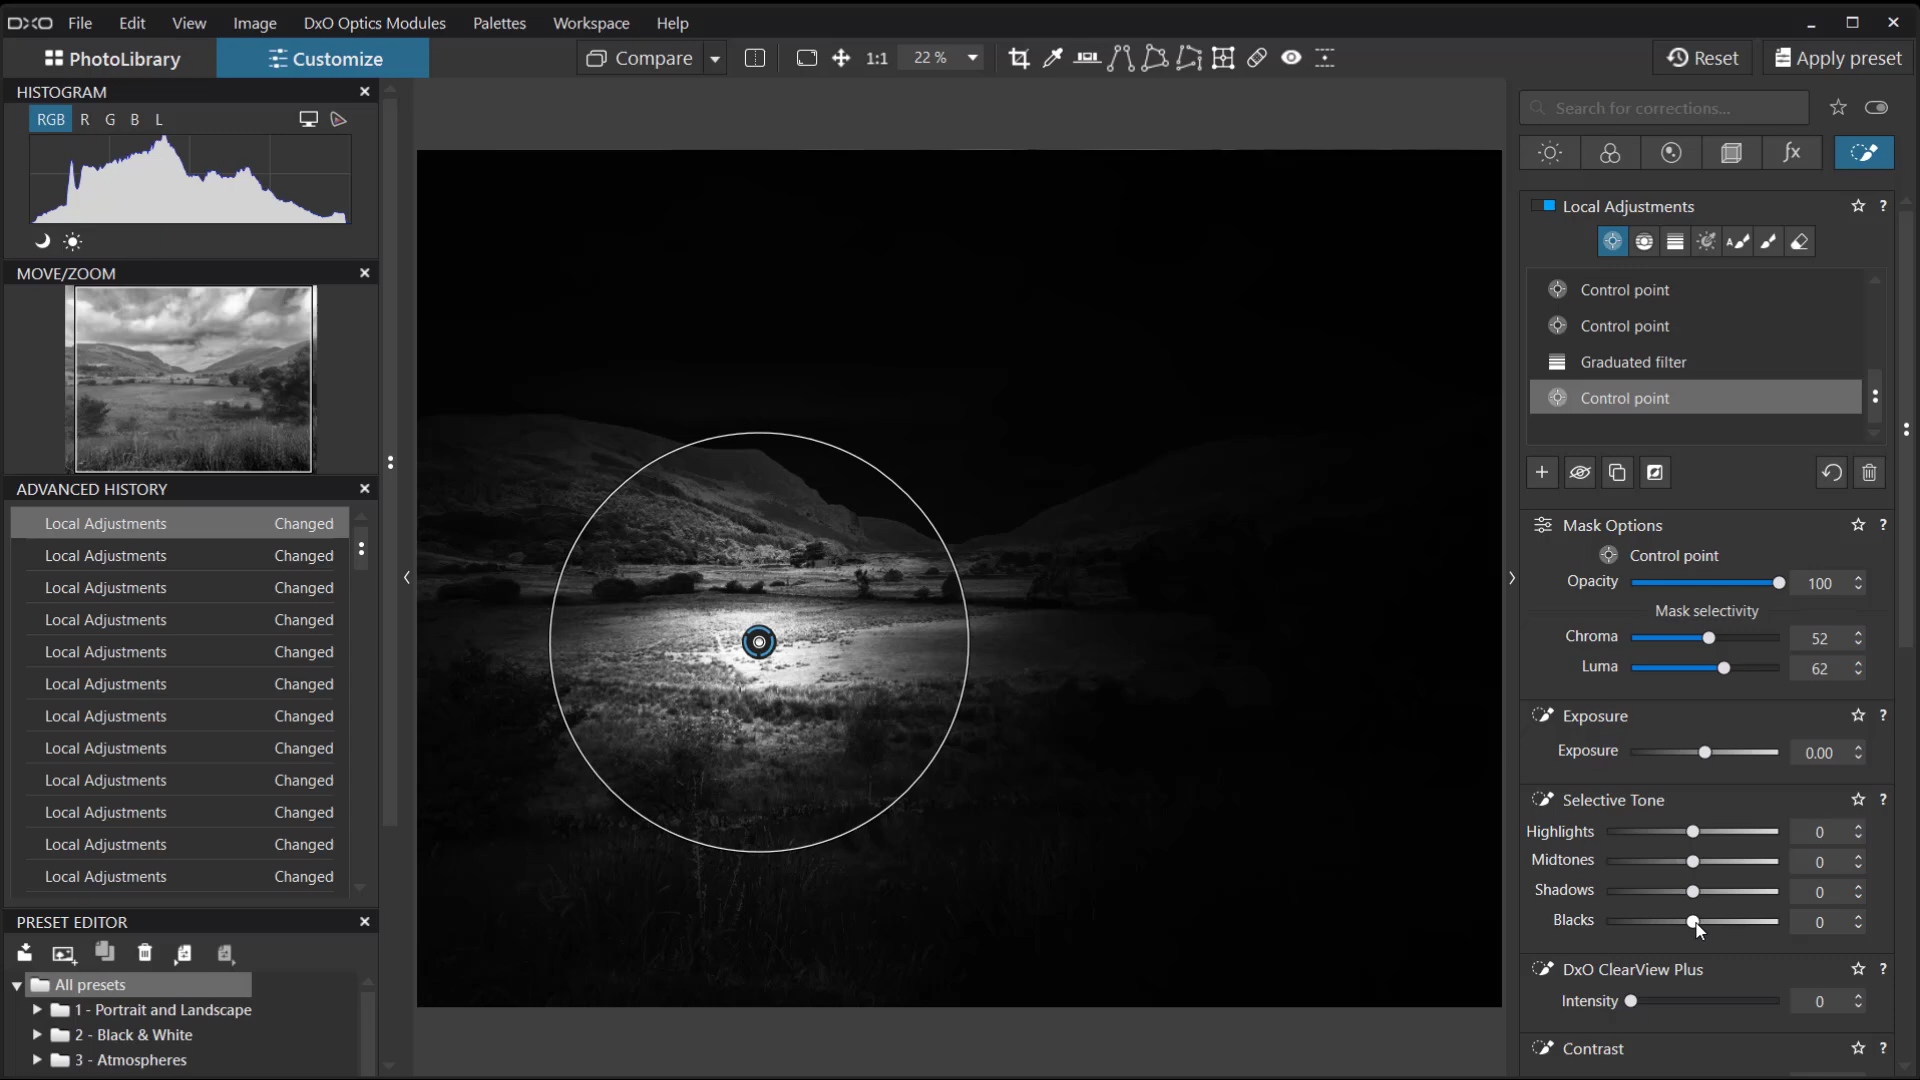 DXO File Edit View Image DxO Optics Modules Palettes Workspace Help
PhotoLibrary Customize Compare 1:1 22 % Reset Apply preset
HISTOGRAM
RGB R G B L
MOVE/ZOOM
ADVANCED HISTORY
Local Adjustments Changed
Local Adjustments Changed
Local Adjustments Changed
Local Adjustments Changed
Local Adjustments Changed
Local Adjustments Changed
Local Adjustments Changed
Local Adjustments Changed
Local Adjustments Changed
Local Adjustments Changed
Local Adjustments Changed
Local Adjustments Changed
PRESET EDITOR
All presets
1 - Portrait and Landscape
2 - Black & White
3 - Atmospheres
Search for corrections...
fx
Local Adjustments ?
A
Control point
Control point
Graduated filter
Control point
Mask Options ?
Control point
Opacity 100
Mask selectivity
Chroma 52
Luma 62
Exposure ?
Exposure 0.00
Selective Tone ?
Highlights 0
Midtones 0
Shadows 0
Blacks 0
DxO ClearView Plus ?
Intensity 0
Contrast ?